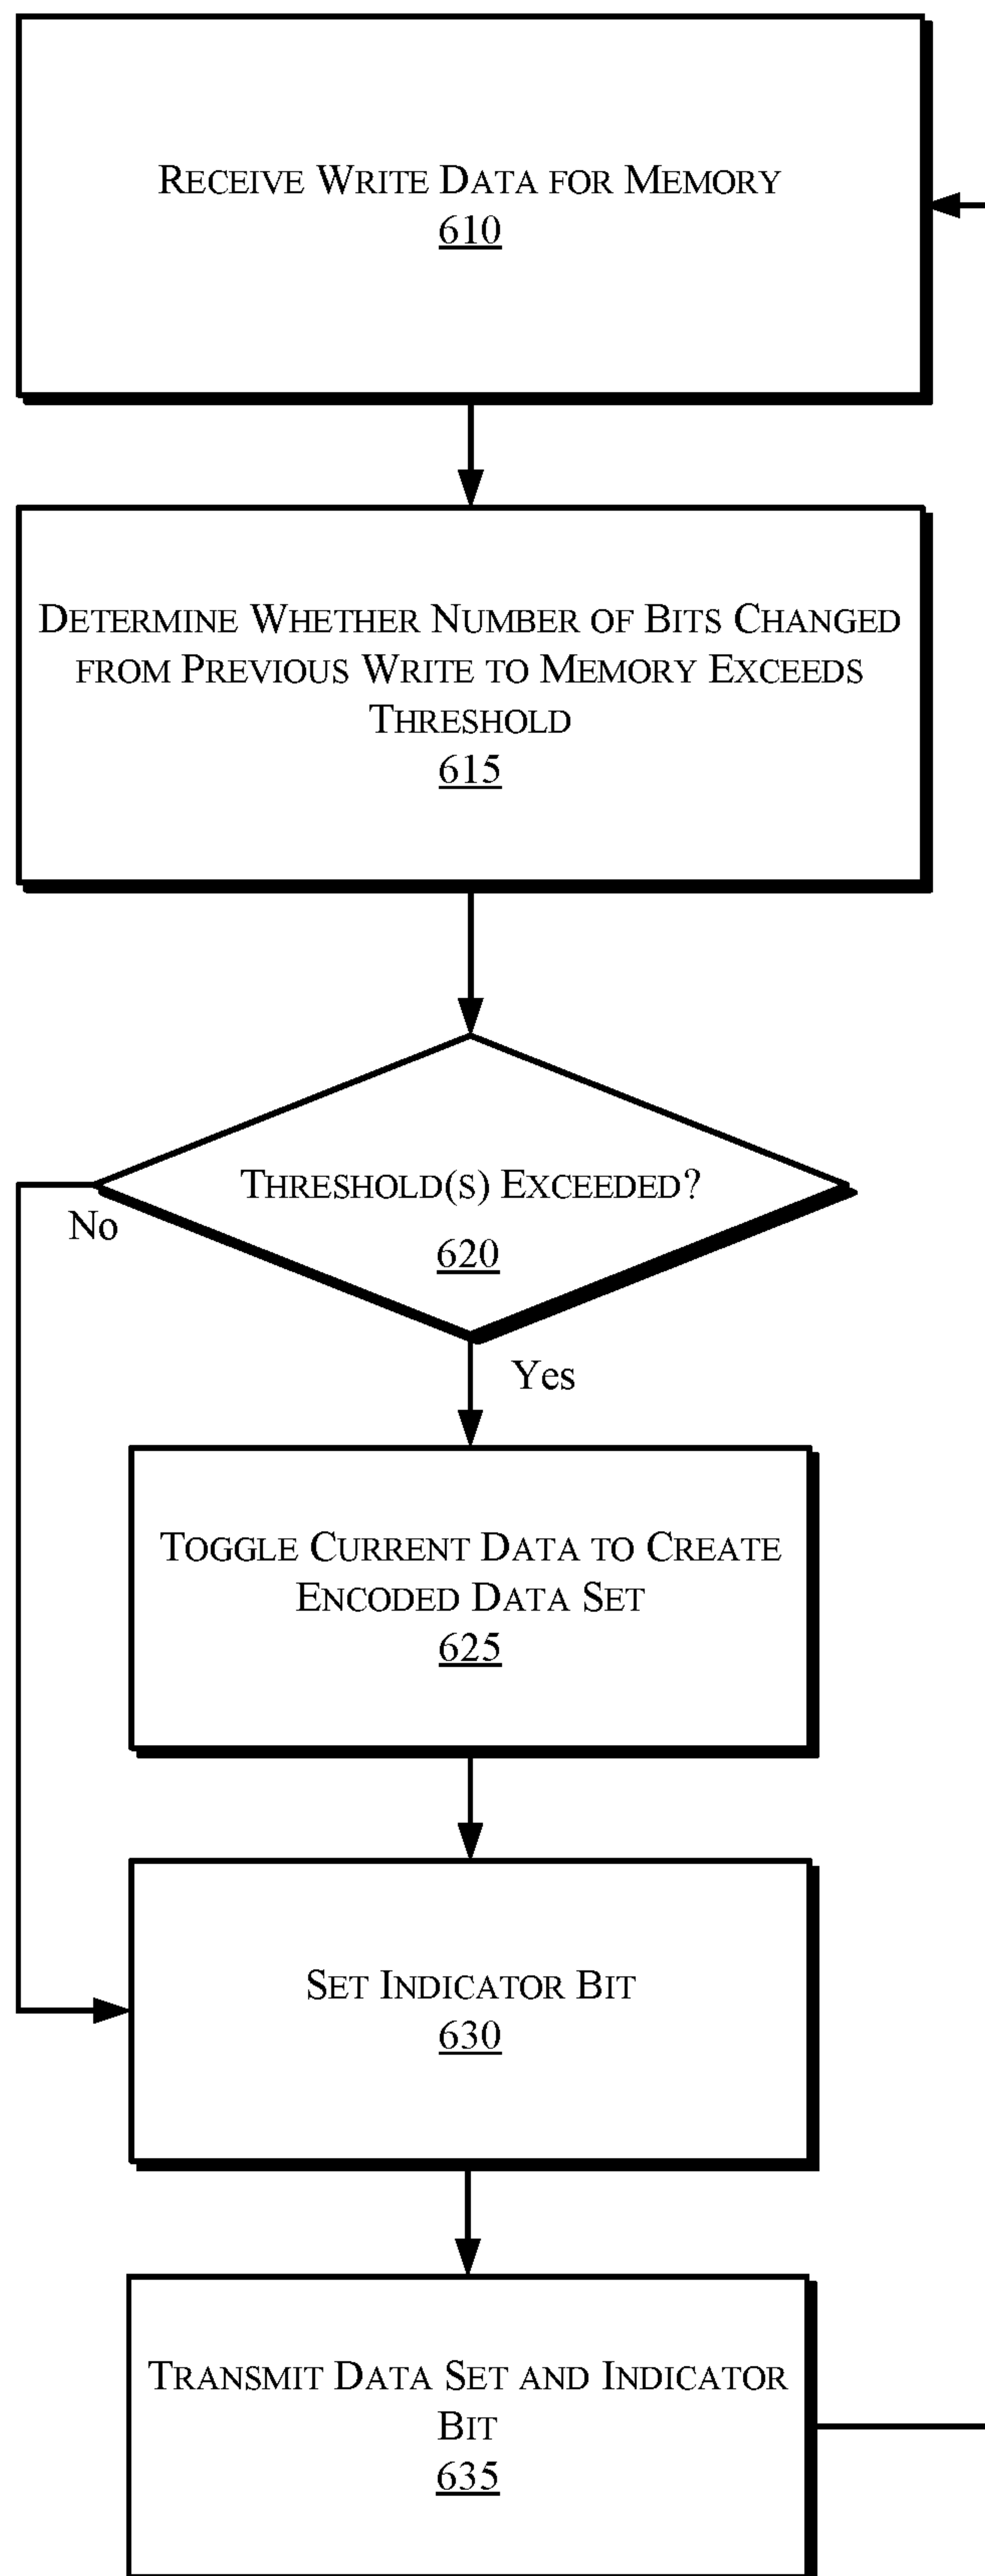 RECEIVE WRITE DATA FOR MEMORY
610
DETERMINE WHETHER NUMBER OF BITS CHANGED
FROM PREVIOUS WRITE TO MEMORY EXCEEDS
THRESHOLD
615
THRESHOLD(S) EXCEEDED?
No
620
Yes
TOGGLE CURRENT DATA TO CREATE
ENCODED DATA SET
625
SET INDICATOR BIT
630
TRANSMIT DATA SET AND INDICATOR
BIT
635